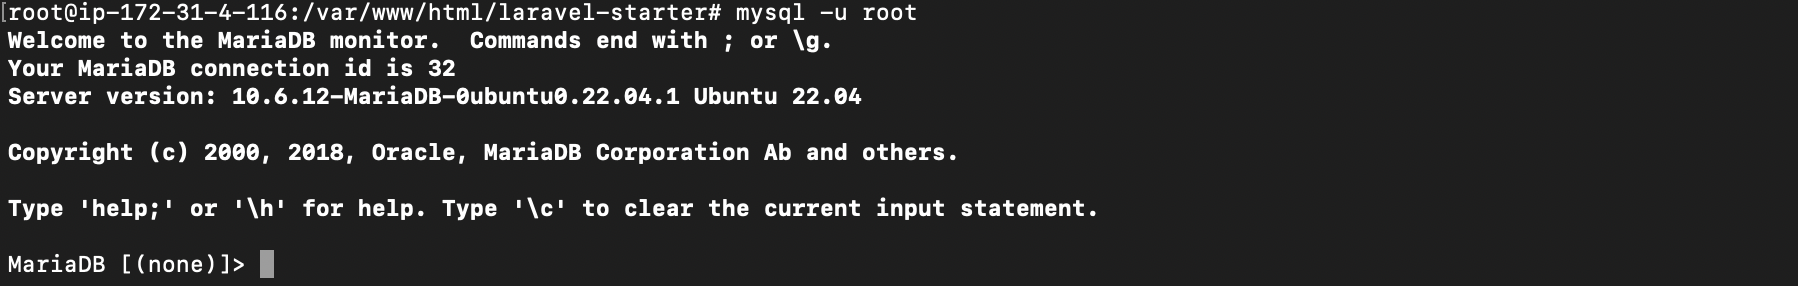 [root@ip-172-31-4-116:/var/www/html/laravel-starter# mysql -u root
Welcome to the MariaDB monitor.  Commands end with ; or \g.
Your MariaDB connection id is 32
Server version: 10.6.12-MariaDB-0ubuntu0.22.04.1 Ubuntu 22.04
Copyright (c) 2000, 2018, Oracle, MariaDB Corporation Ab and others.
Type 'help;' or '\h' for help. Type '\c' to clear the current input statement.
MariaDB [(none)]>